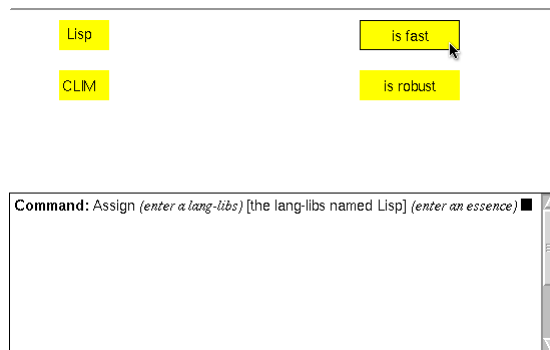 Lisp is fast
CLIM is robust
Command: Assign (enter a lang-libs) [the lang-libs named Lisp] (enter an essence)